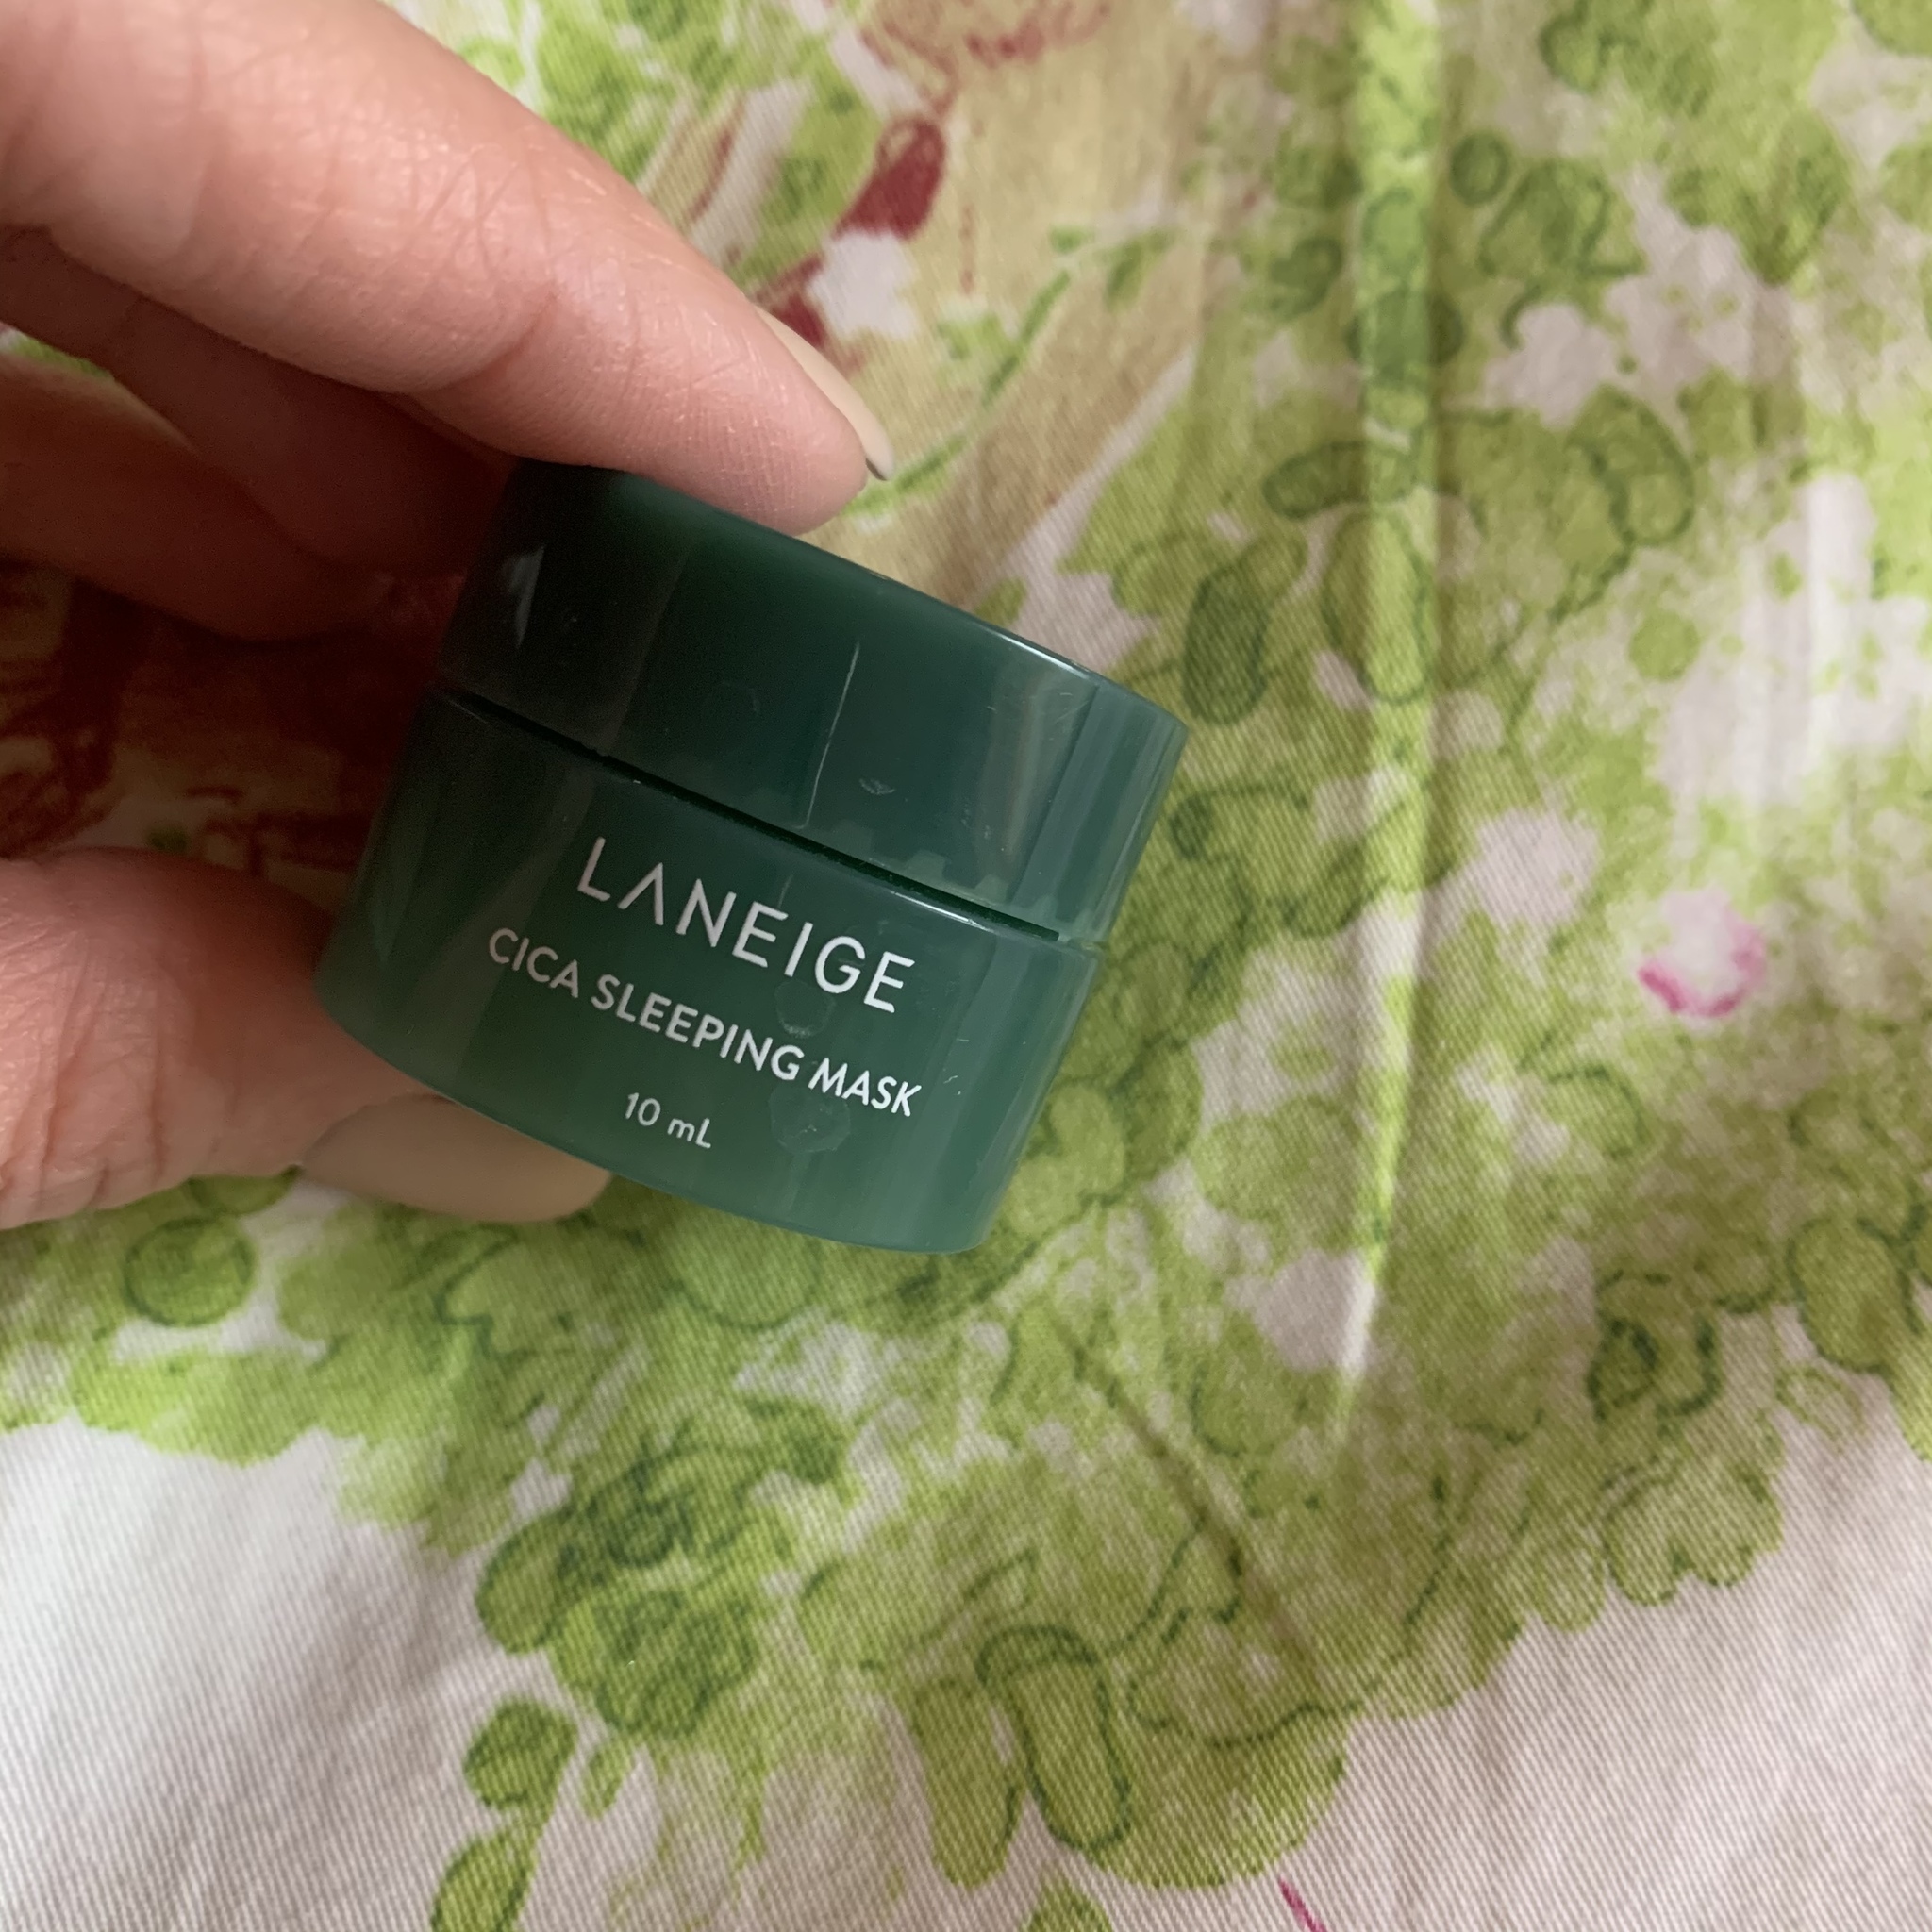 LANEIGE
CICA SLEEPING MASK
10 mL